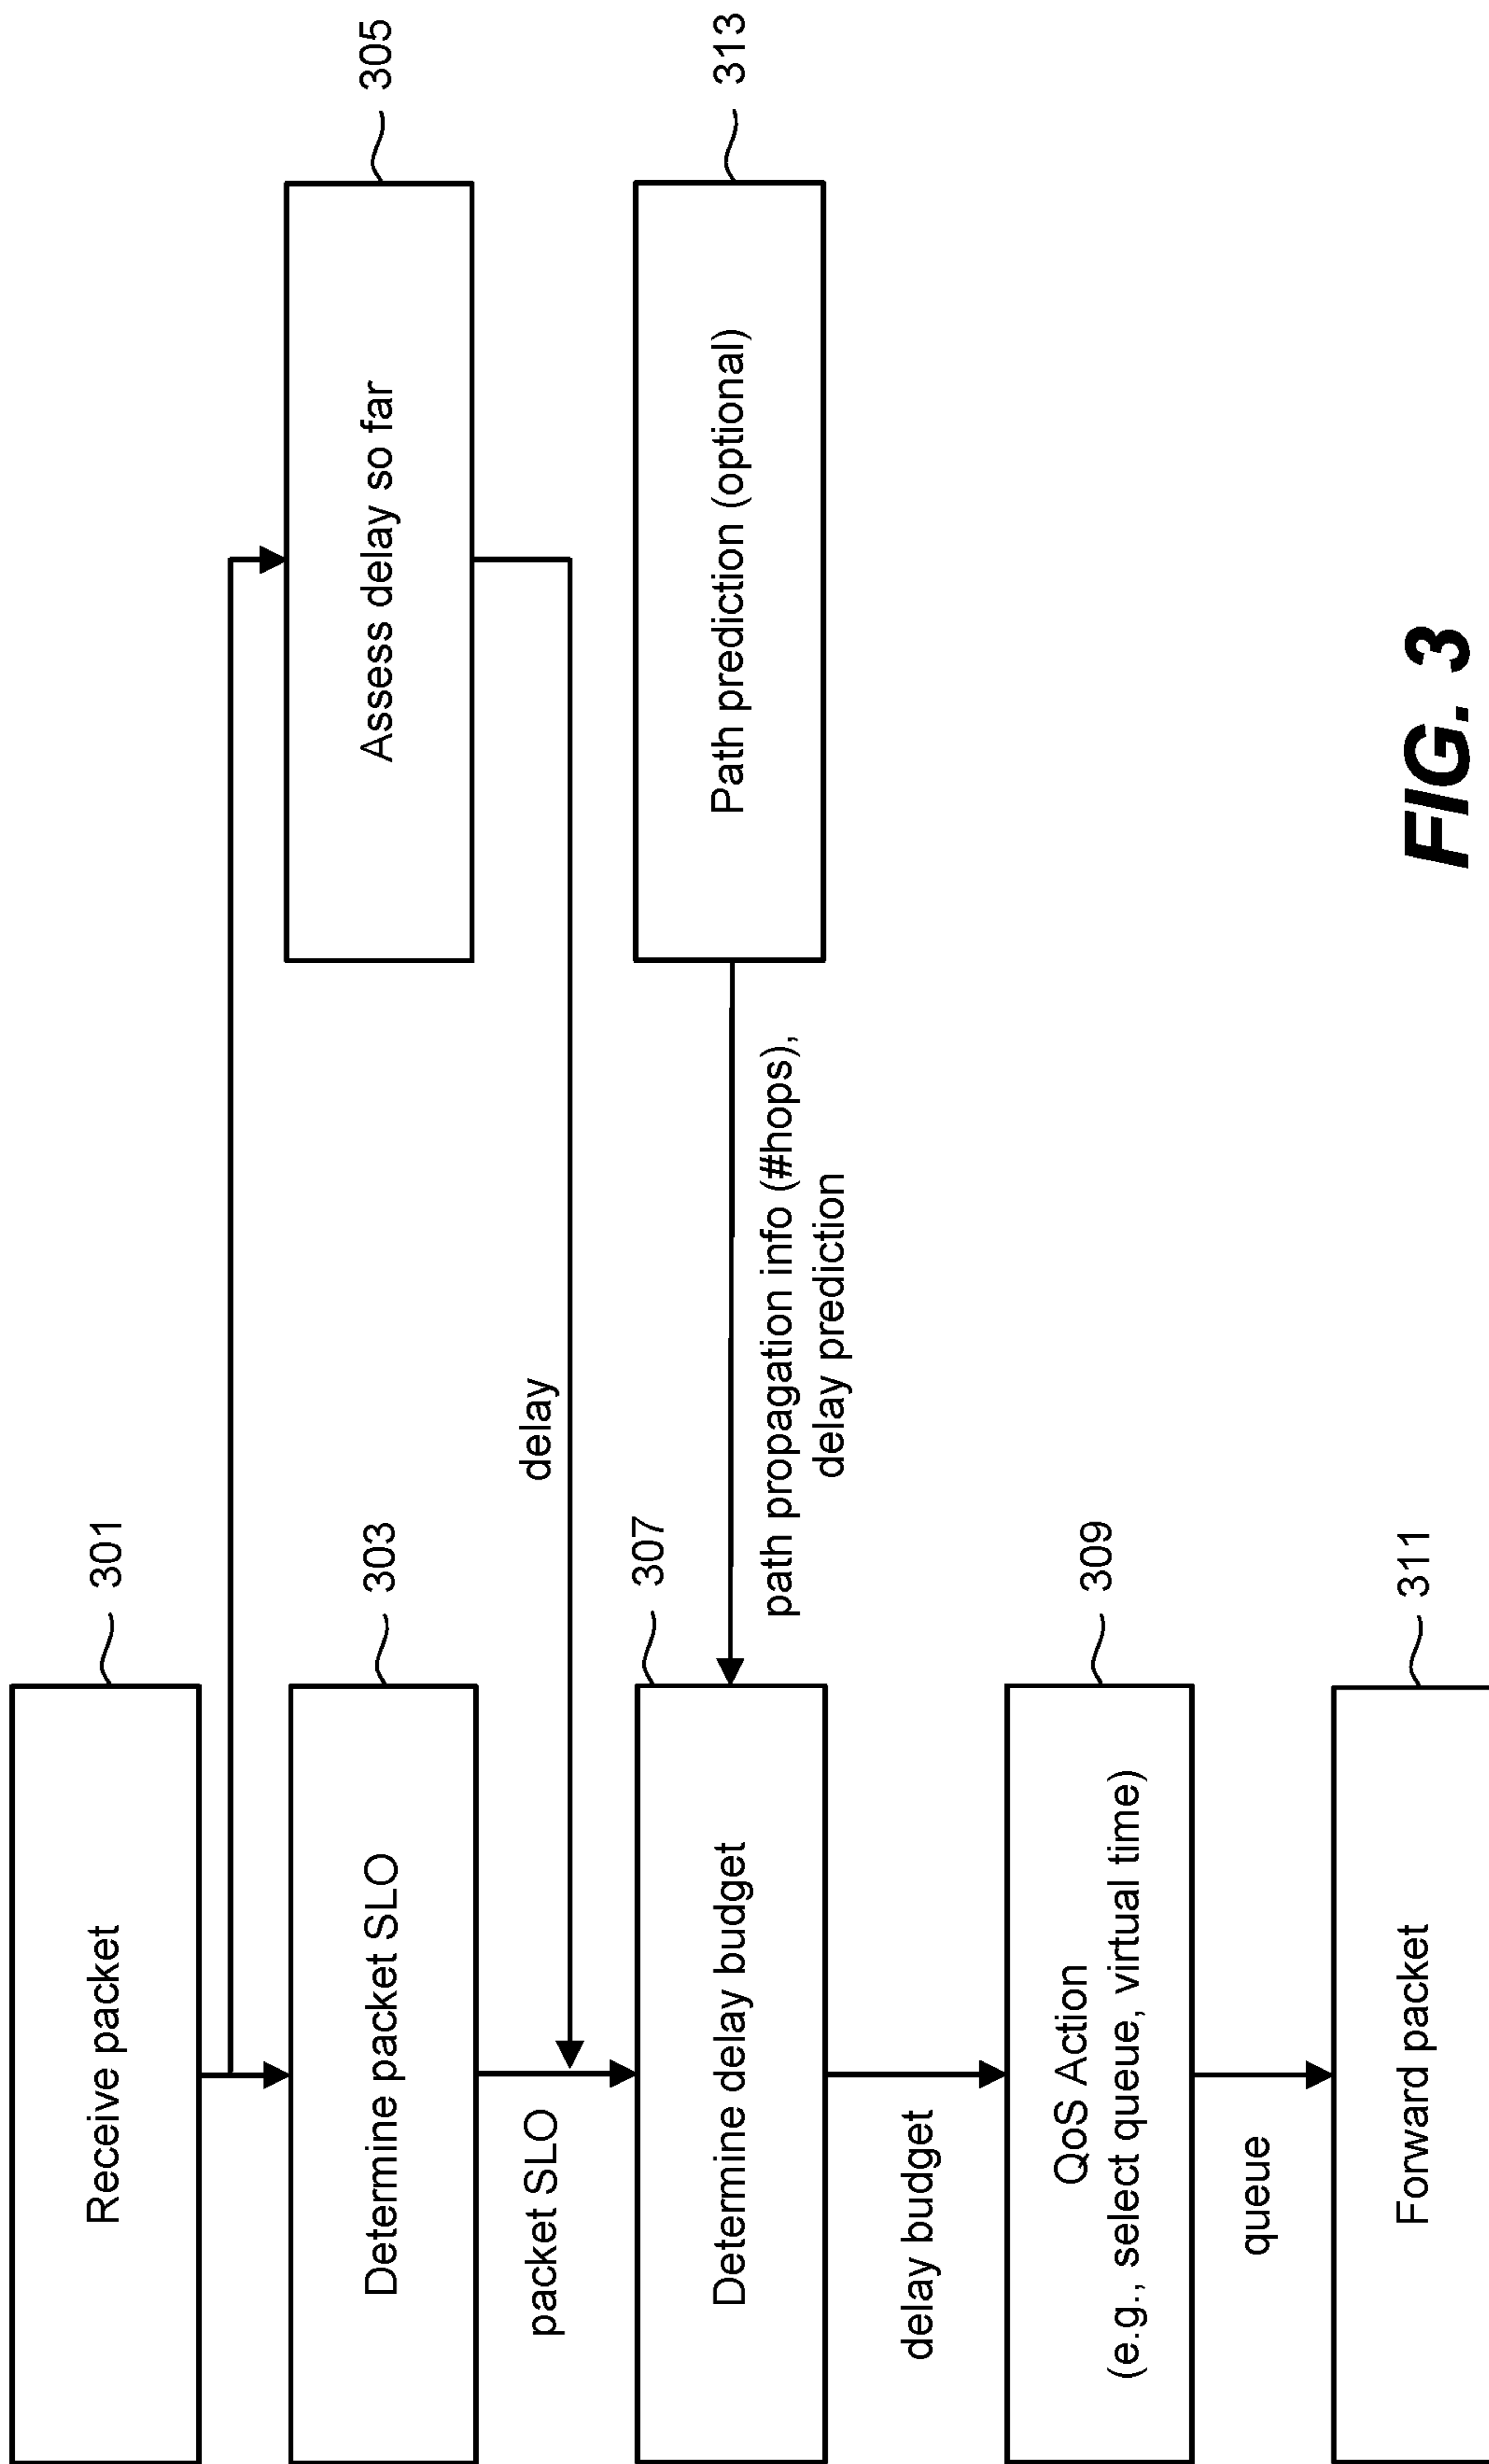 Receive packet
301
Determine packet SLO
303
Assess delay so far
305
packet SLO
delay
Determine delay budget
307
Path prediction (optional)
313
path propagation info (#hops),
delay prediction
delay budget
QoS Action
(e.g., select queue, virtual time)
309
queue
Forward packet
311
FIG. 3